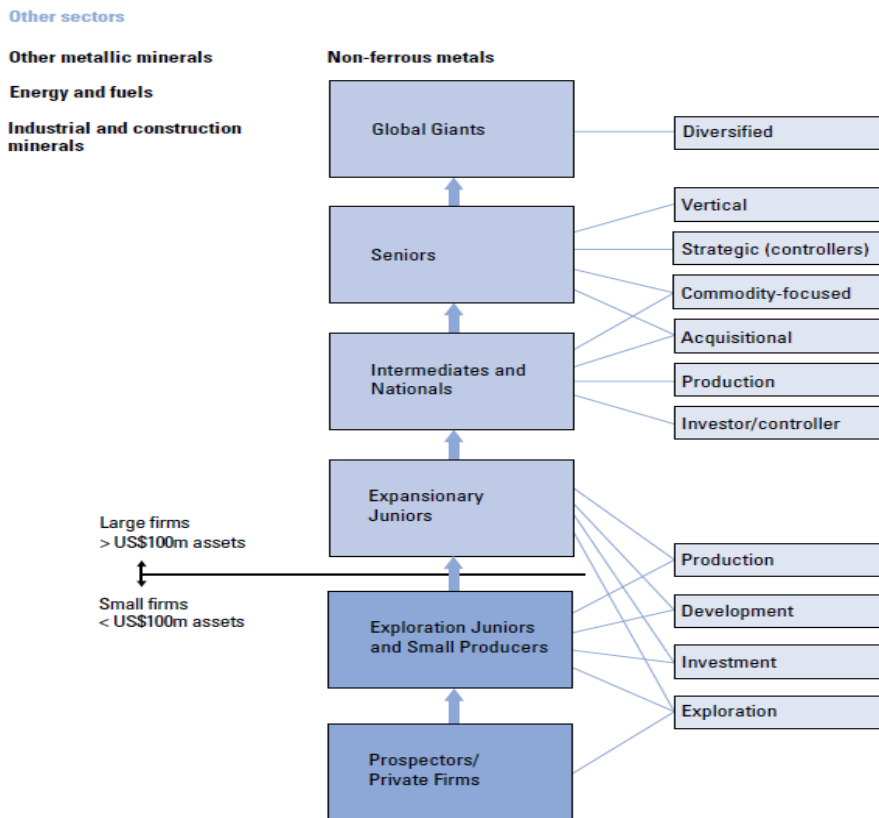 Other sectors
Other metallic minerals
Non-ferrous metals
Energy and fuels
Industrial and construction
minerals
Global Giants
Diversified
Seniors
Vertical
Strategic (controllers)
Commodity-focused
Acquisitional
Intermediates and
Nationals
Production
Investor/controller
Expansionary
Juniors
Large firms
> US$100m assets
Small firms
< US$100m assets
Exploration Juniors
and Small Producers
Production
Development
Investment
Exploration
Prospectors/
Private Firms